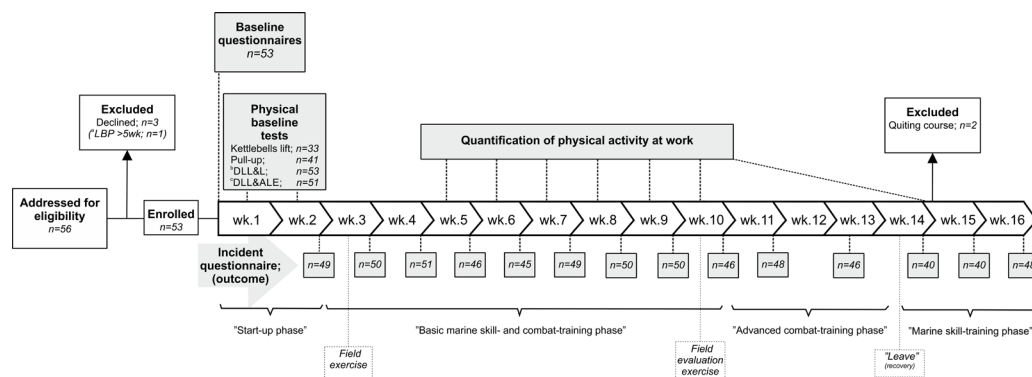 Baseline
questionnaires
n=53
Excluded
Declined; n=3
(ᵃLBP >5wk; n=1)
Physical
baseline
tests
Kettlebells lift; n=33
Pull-up; n=41
ᵇDLL&L; n=53
ᶜDLL&ALE; n=51
Quantification of physical activity at work
Excluded
Quiting course; n=2
Addressed for
eligibility
n=56
Enrolled
n=53
wk.1 wk.2 wk.3 wk.4 wk.5 wk.6 wk.7 wk.8 wk.9 wk.10 wk.11 wk.12 wk.13 wk.14 wk.15 wk.16
Incident
questionnaire;
(outcome)
n=49 n=50 n=51 n=46 n=45 n=49 n=50 n=50 n=46 n=48 n=46 n=40 n=40 n=48
"Start-up phase" "Basic marine skill- and combat-training phase" "Advanced combat-training phase" "Marine skill-training phase"
Field
exercise
Field
evaluation
exercise
"Leave"
(recovery)